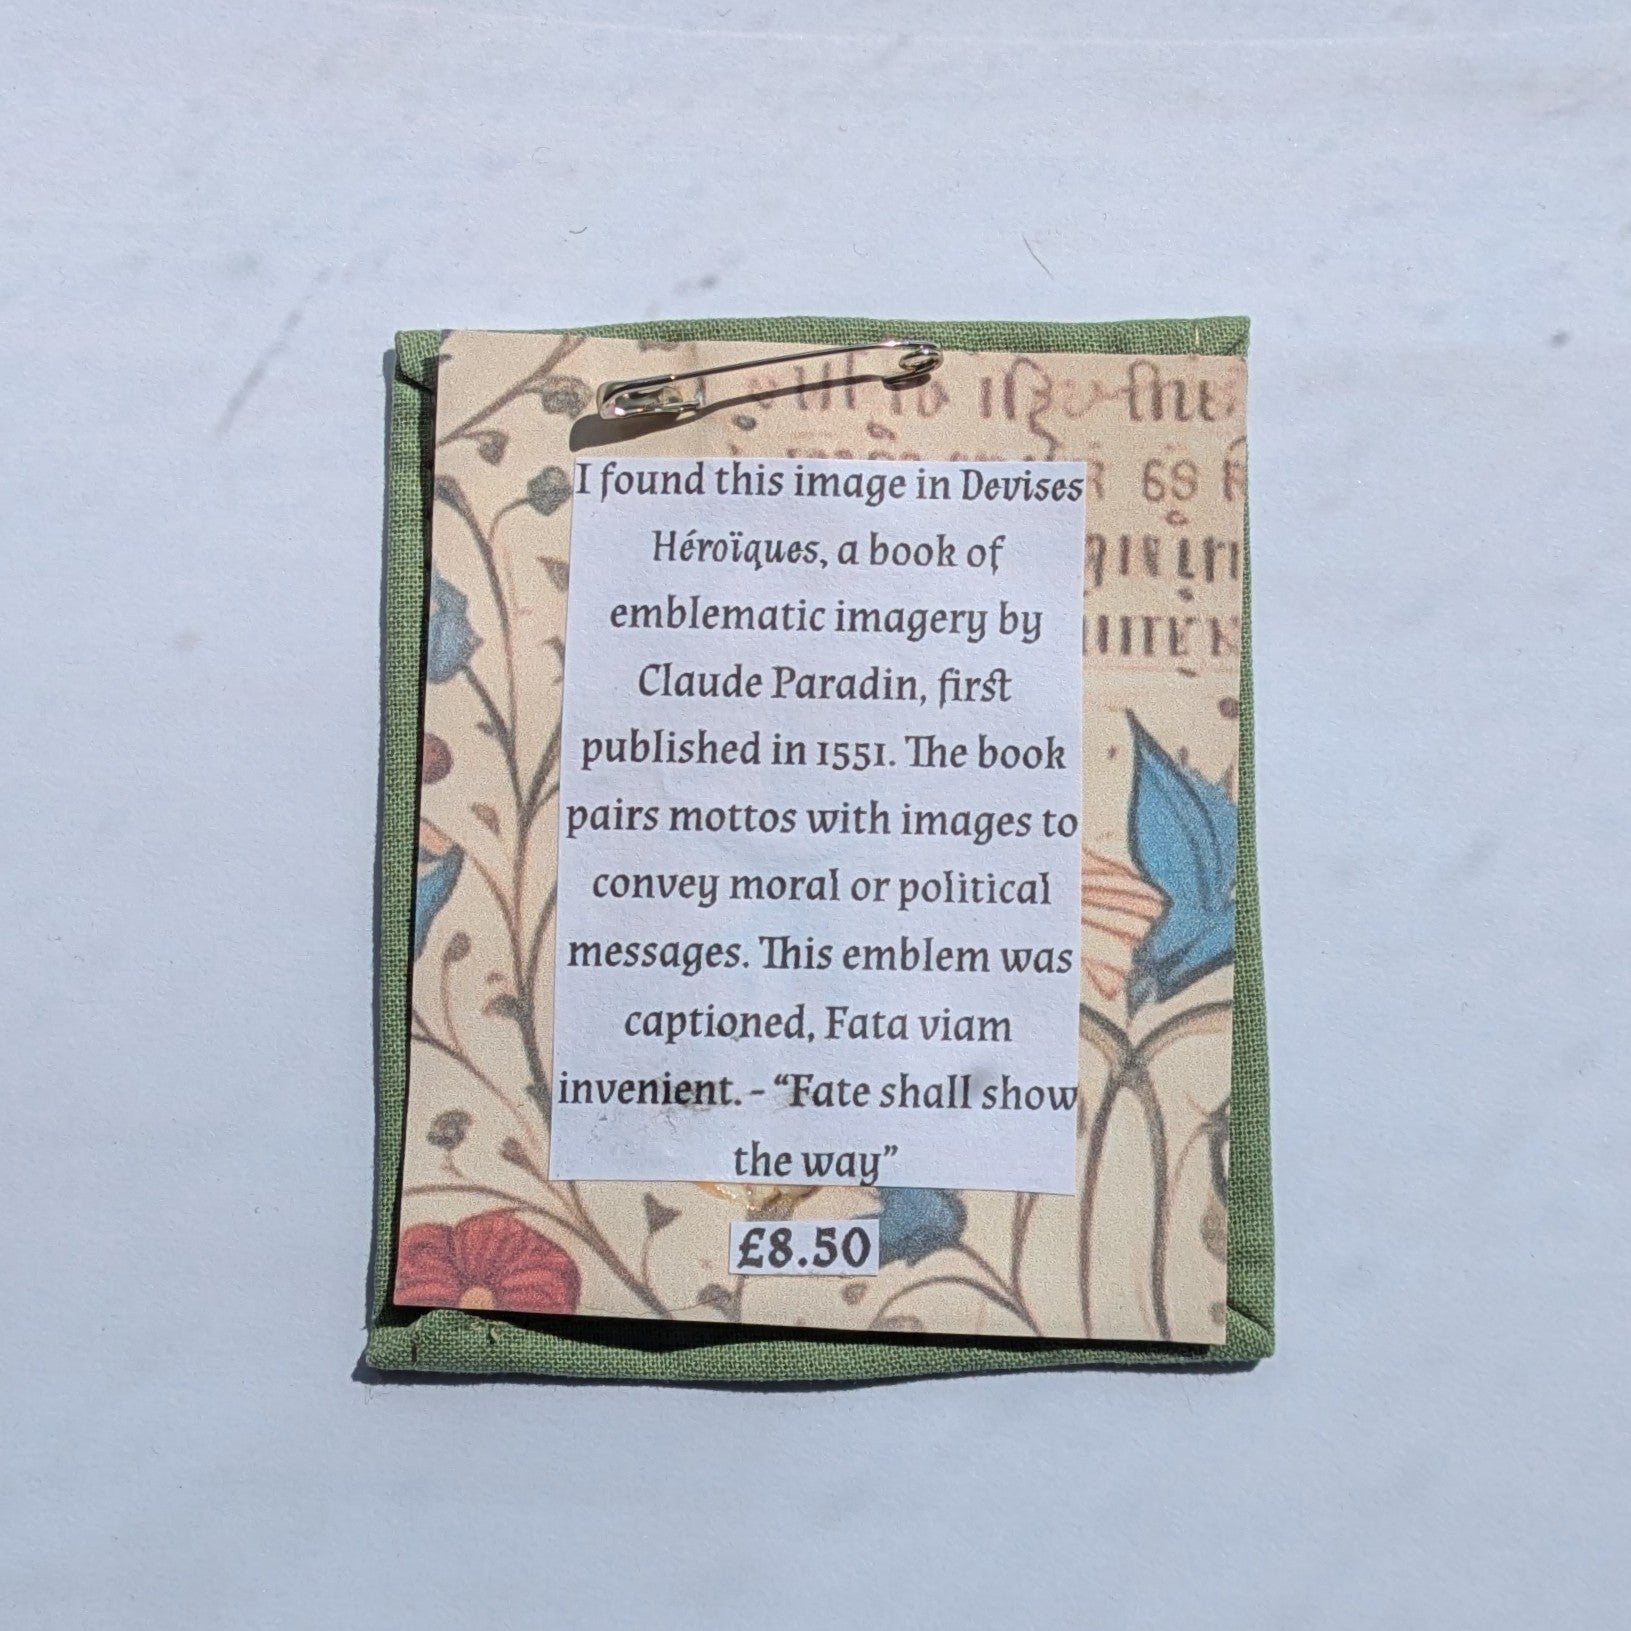 I found this image in Devises
Héroïques, a book of
emblematic imagery by
Claude Paradin, first
published in 1551. The book
pairs mottos with images to
convey moral or political
messages. This emblem was
captioned, Fata viam
invenient. - “Fate shall show
the way”
£8.50